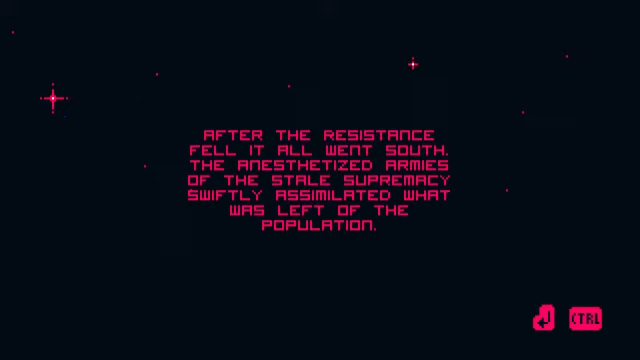 AFTER THE RESISTANCE
FELL IT ALL WENT SOUTH.
THE ANESTHETIZED ARMIES
OF THE STALE SUPREMACY
SWIFTLY ASSIMILATED WHAT
WAS LEFT OF THE
POPULATION.
CTRL